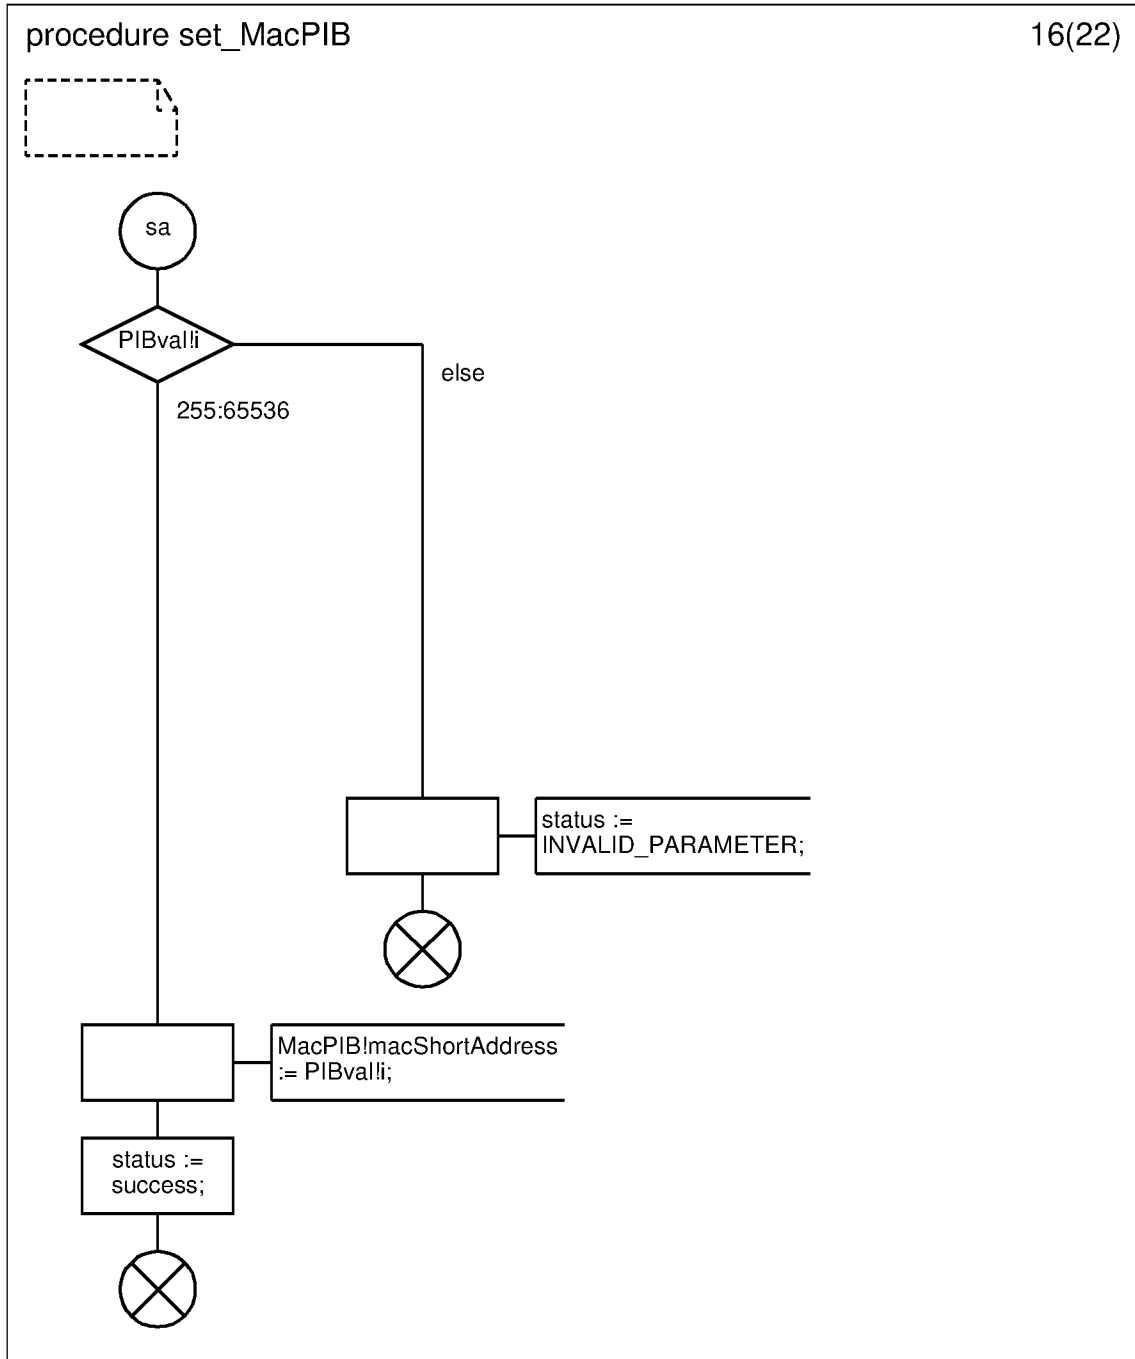 procedure set_MacPIB
16(22)
sa
PIBval!i
else
255:65536
status :=
INVALID_PARAMETER;
MacPIB!macShortAddress
:= PIBval!i;
status :=
success;